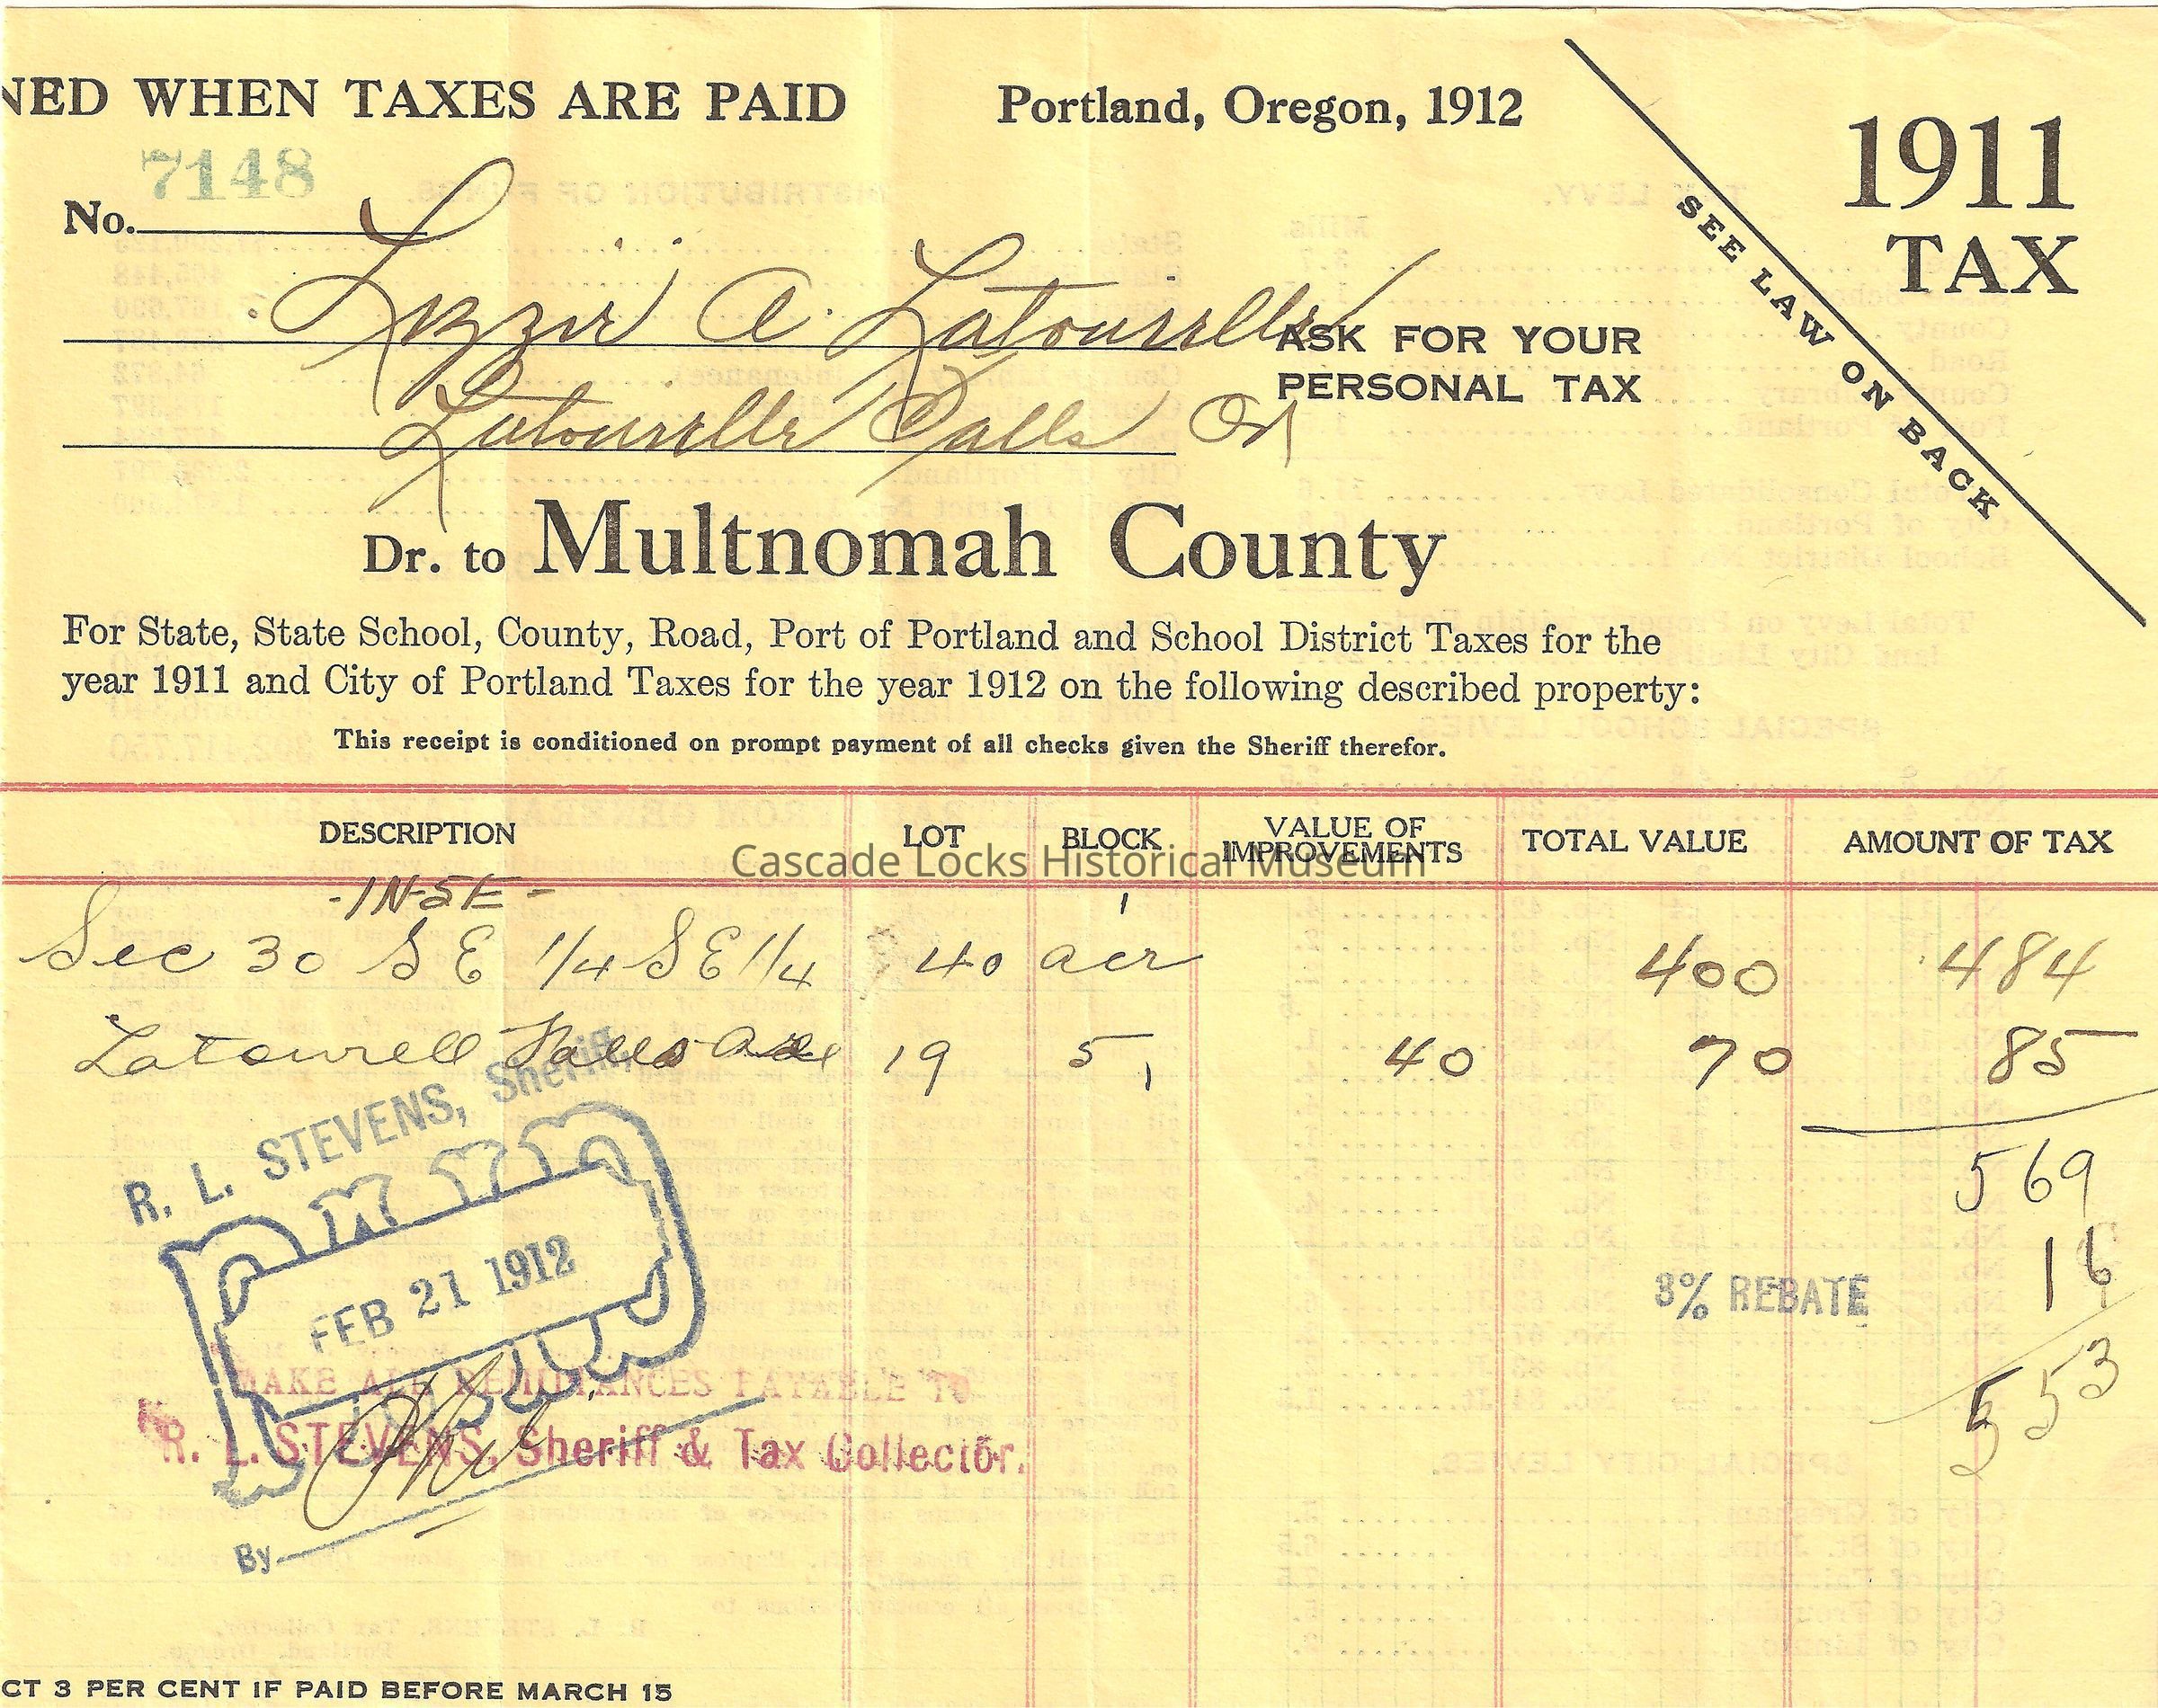 NED WHEN TAXES ARE PAID
Portland, Oregon, 1912
1911
TAX
SEE LAW ON BACK
7148
No.
Lizzie A. Latourelle
ASK FOR YOUR
PERSONAL TAX
Latourelle Falls Or
Dr. to Multnomah County
For State, State School, County, Road, Port of Portland and School District Taxes for the
year 1911 and City of Portland Taxes for the year 1912 on the following described property:
This receipt is conditioned on prompt payment of all checks given the Sheriff therefor.
DESCRIPTION LOT BLOCK VALUE OF IMPROVEMENTS TOTAL VALUE AMOUNT OF TAX
Cascade Locks Historical Museum
-1N-5E-
Sec 30 SE 1/4 SE 1/4 40 acr 400 484
Latourell Falls 19 5 40 70 85
569
3% REBATE 16
553
R. L. STEVENS, Sheriff,
PAID
FEB 21 1912
MAKE ALL REMITTANCES PAYABLE TO
R. L. STEVENS, Sheriff & Tax Collector.
By
CT 3 PER CENT IF PAID BEFORE MARCH 15